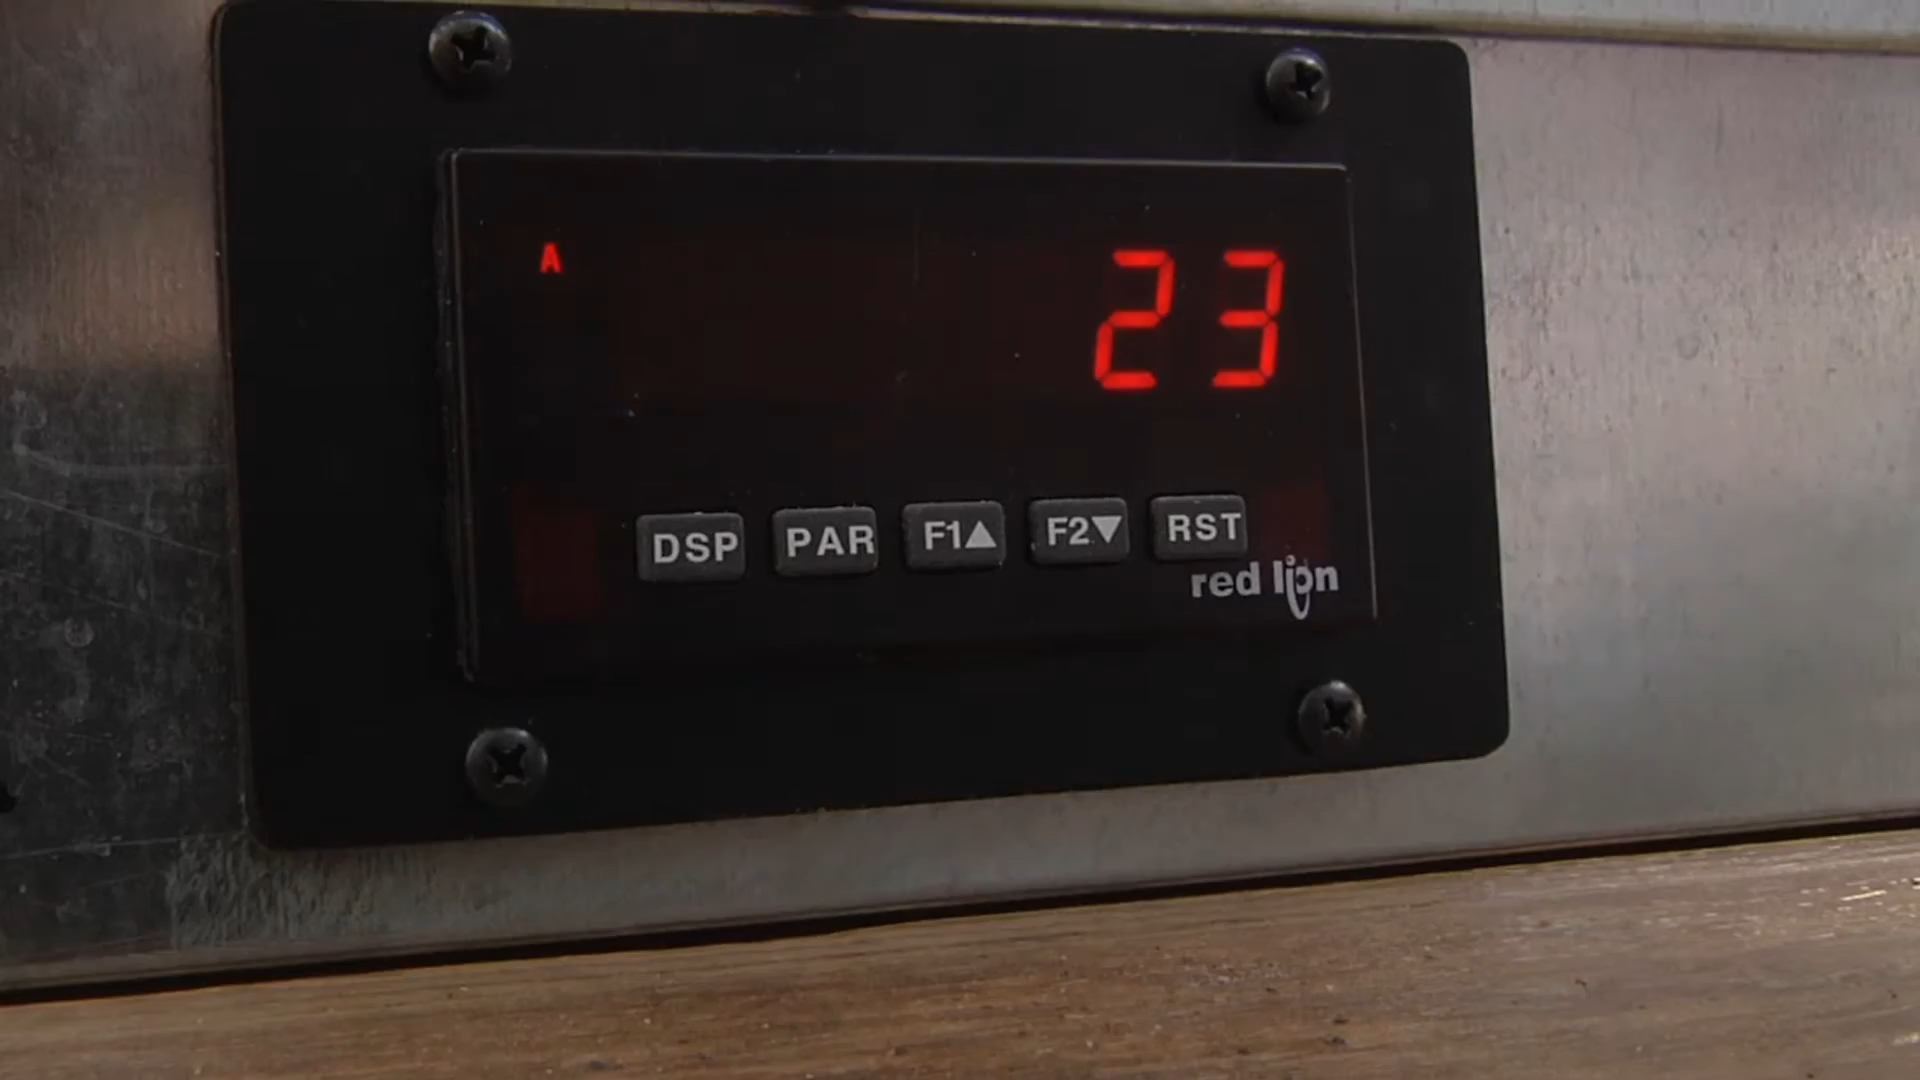 A 23
DSP PAR F1▲ F2▼ RST
red lion